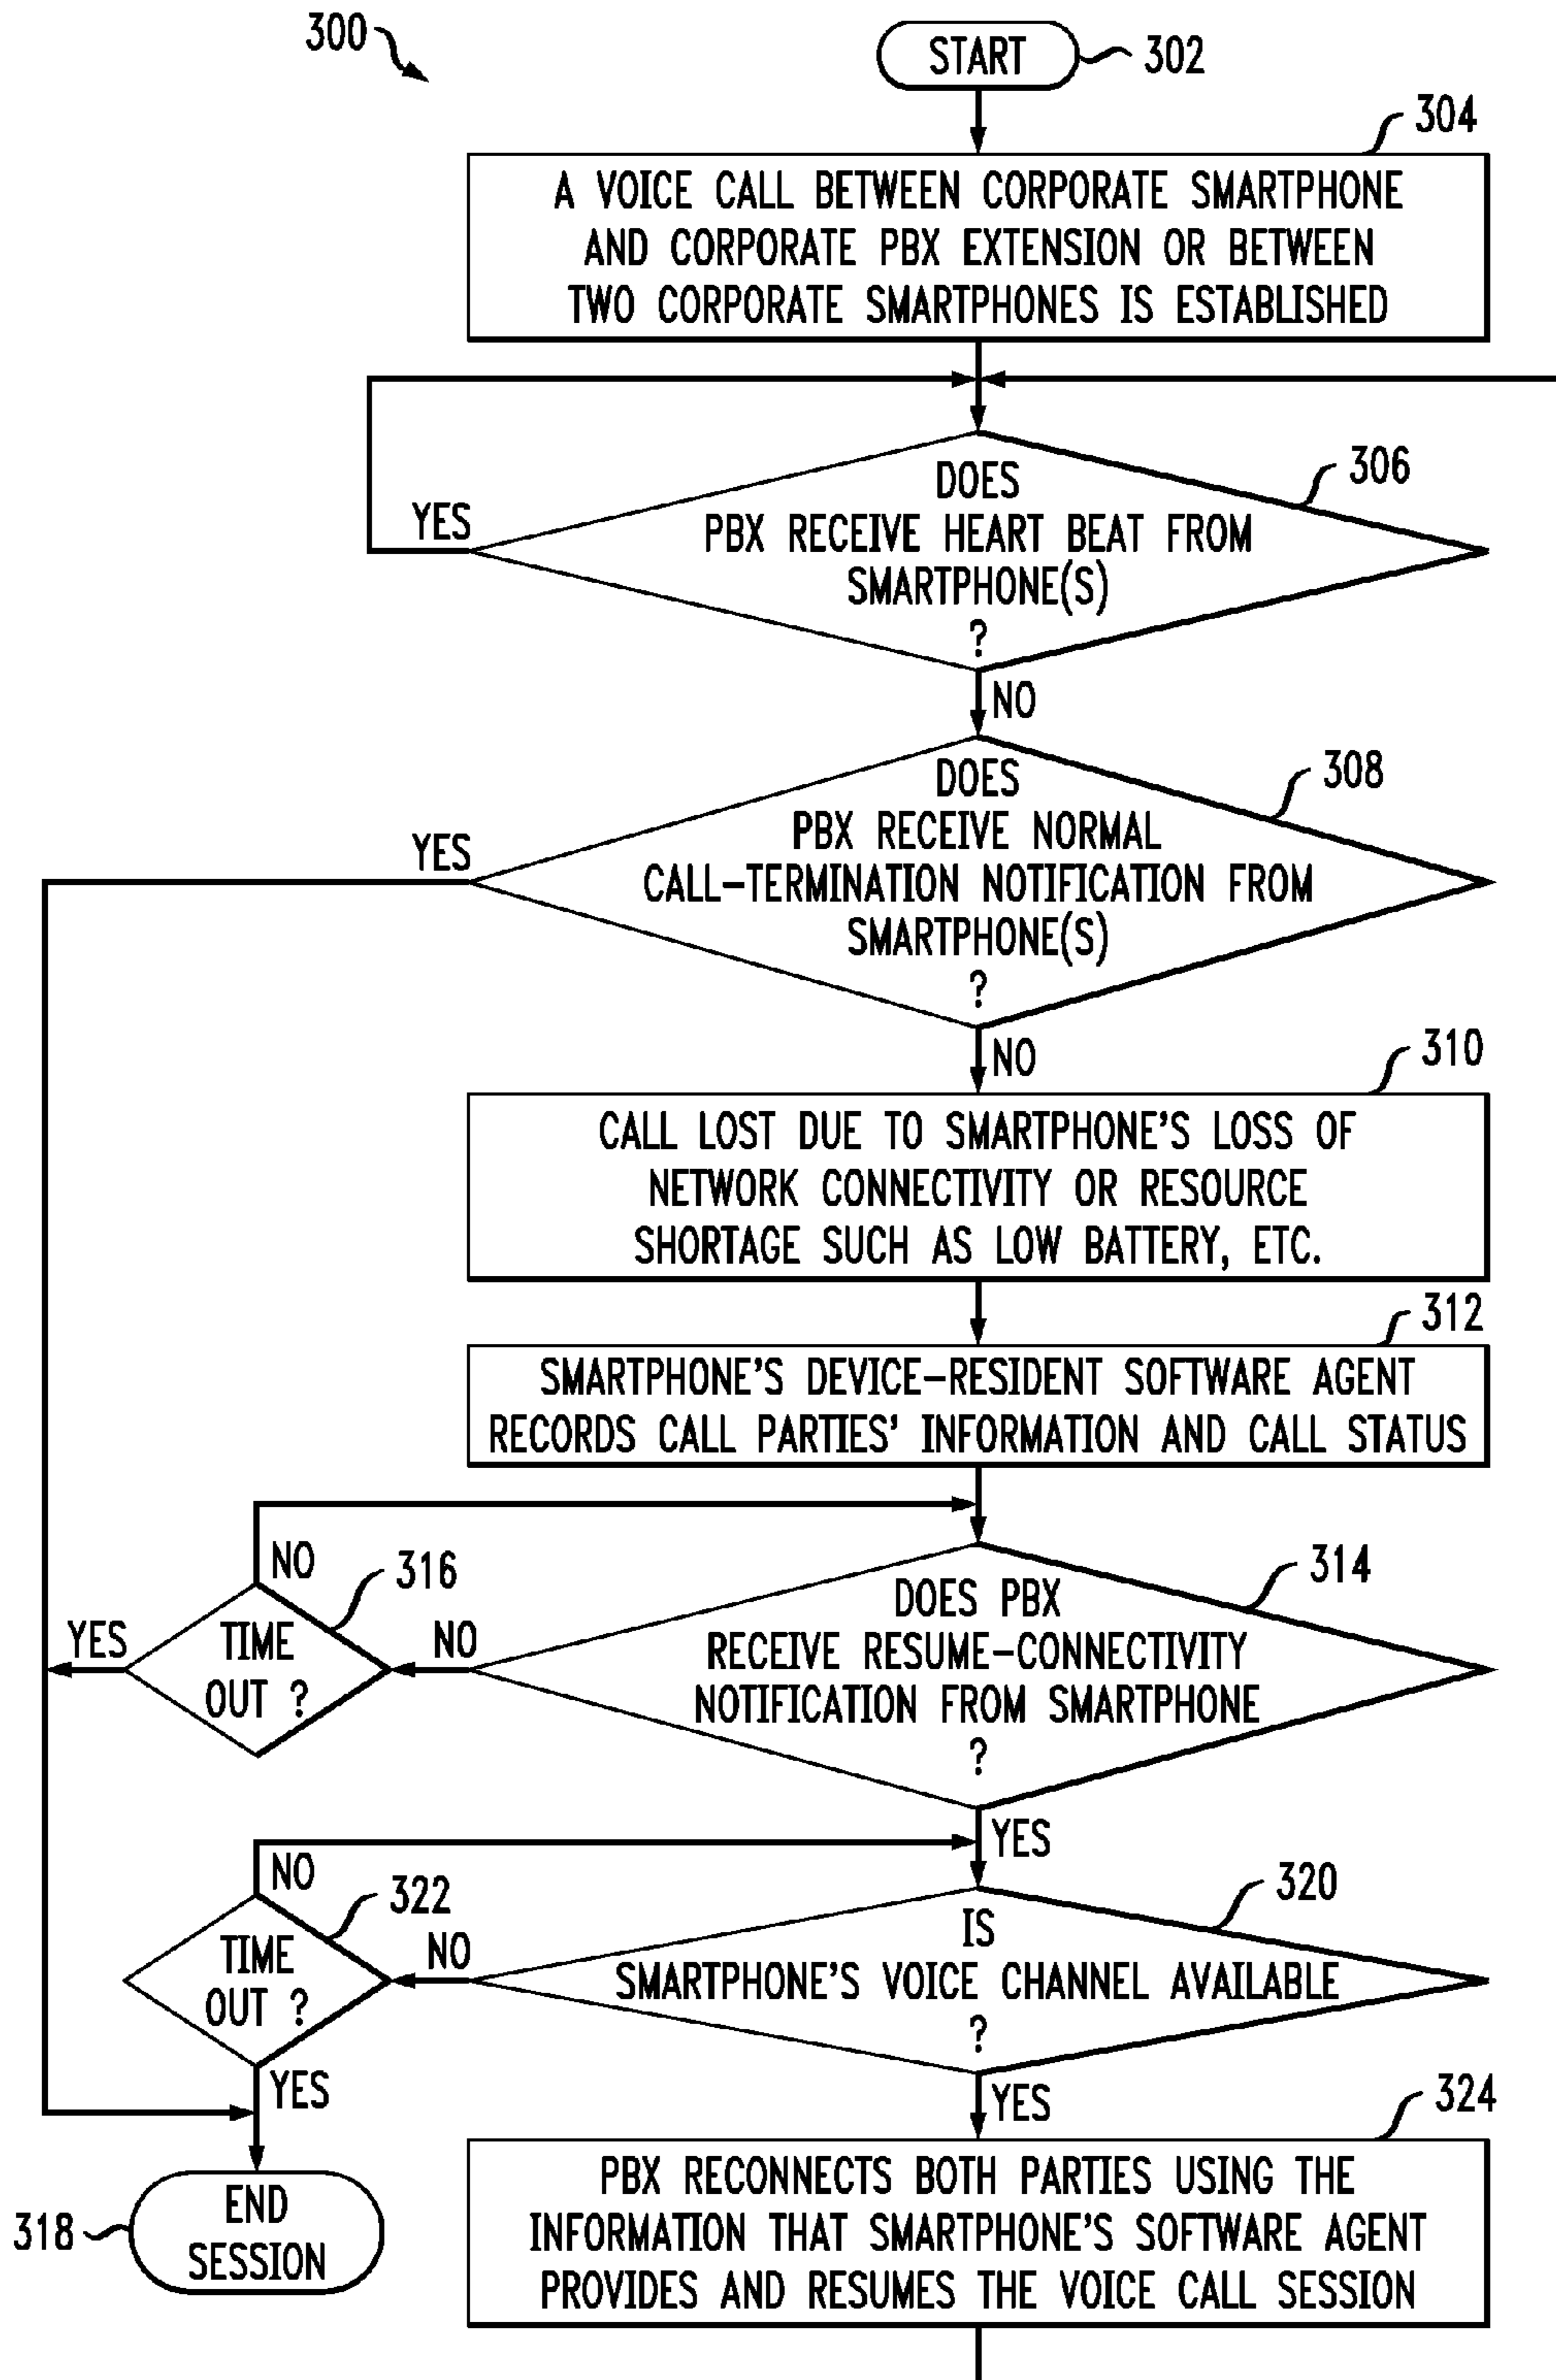 300
START
302
304
A VOICE CALL BETWEEN CORPORATE SMARTPHONE
AND CORPORATE PBX EXTENSION OR BETWEEN
TWO CORPORATE SMARTPHONES IS ESTABLISHED
306
DOES
PBX RECEIVE HEART BEAT FROM
SMARTPHONE(S)
?
YES
NO
308
DOES
PBX RECEIVE NORMAL
CALL-TERMINATION NOTIFICATION FROM
SMARTPHONE(S)
?
YES
NO
310
CALL LOST DUE TO SMARTPHONE'S LOSS OF
NETWORK CONNECTIVITY OR RESOURCE
SHORTAGE SUCH AS LOW BATTERY, ETC.
312
SMARTPHONE'S DEVICE-RESIDENT SOFTWARE AGENT
RECORDS CALL PARTIES' INFORMATION AND CALL STATUS
314
DOES PBX
RECEIVE RESUME-CONNECTIVITY
NOTIFICATION FROM SMARTPHONE
?
NO
316
TIME
OUT ?
NO
YES
YES
320
IS
SMARTPHONE'S VOICE CHANNEL AVAILABLE
?
NO
322
TIME
OUT ?
NO
YES
YES
324
PBX RECONNECTS BOTH PARTIES USING THE
INFORMATION THAT SMARTPHONE'S SOFTWARE AGENT
PROVIDES AND RESUMES THE VOICE CALL SESSION
318
END
SESSION